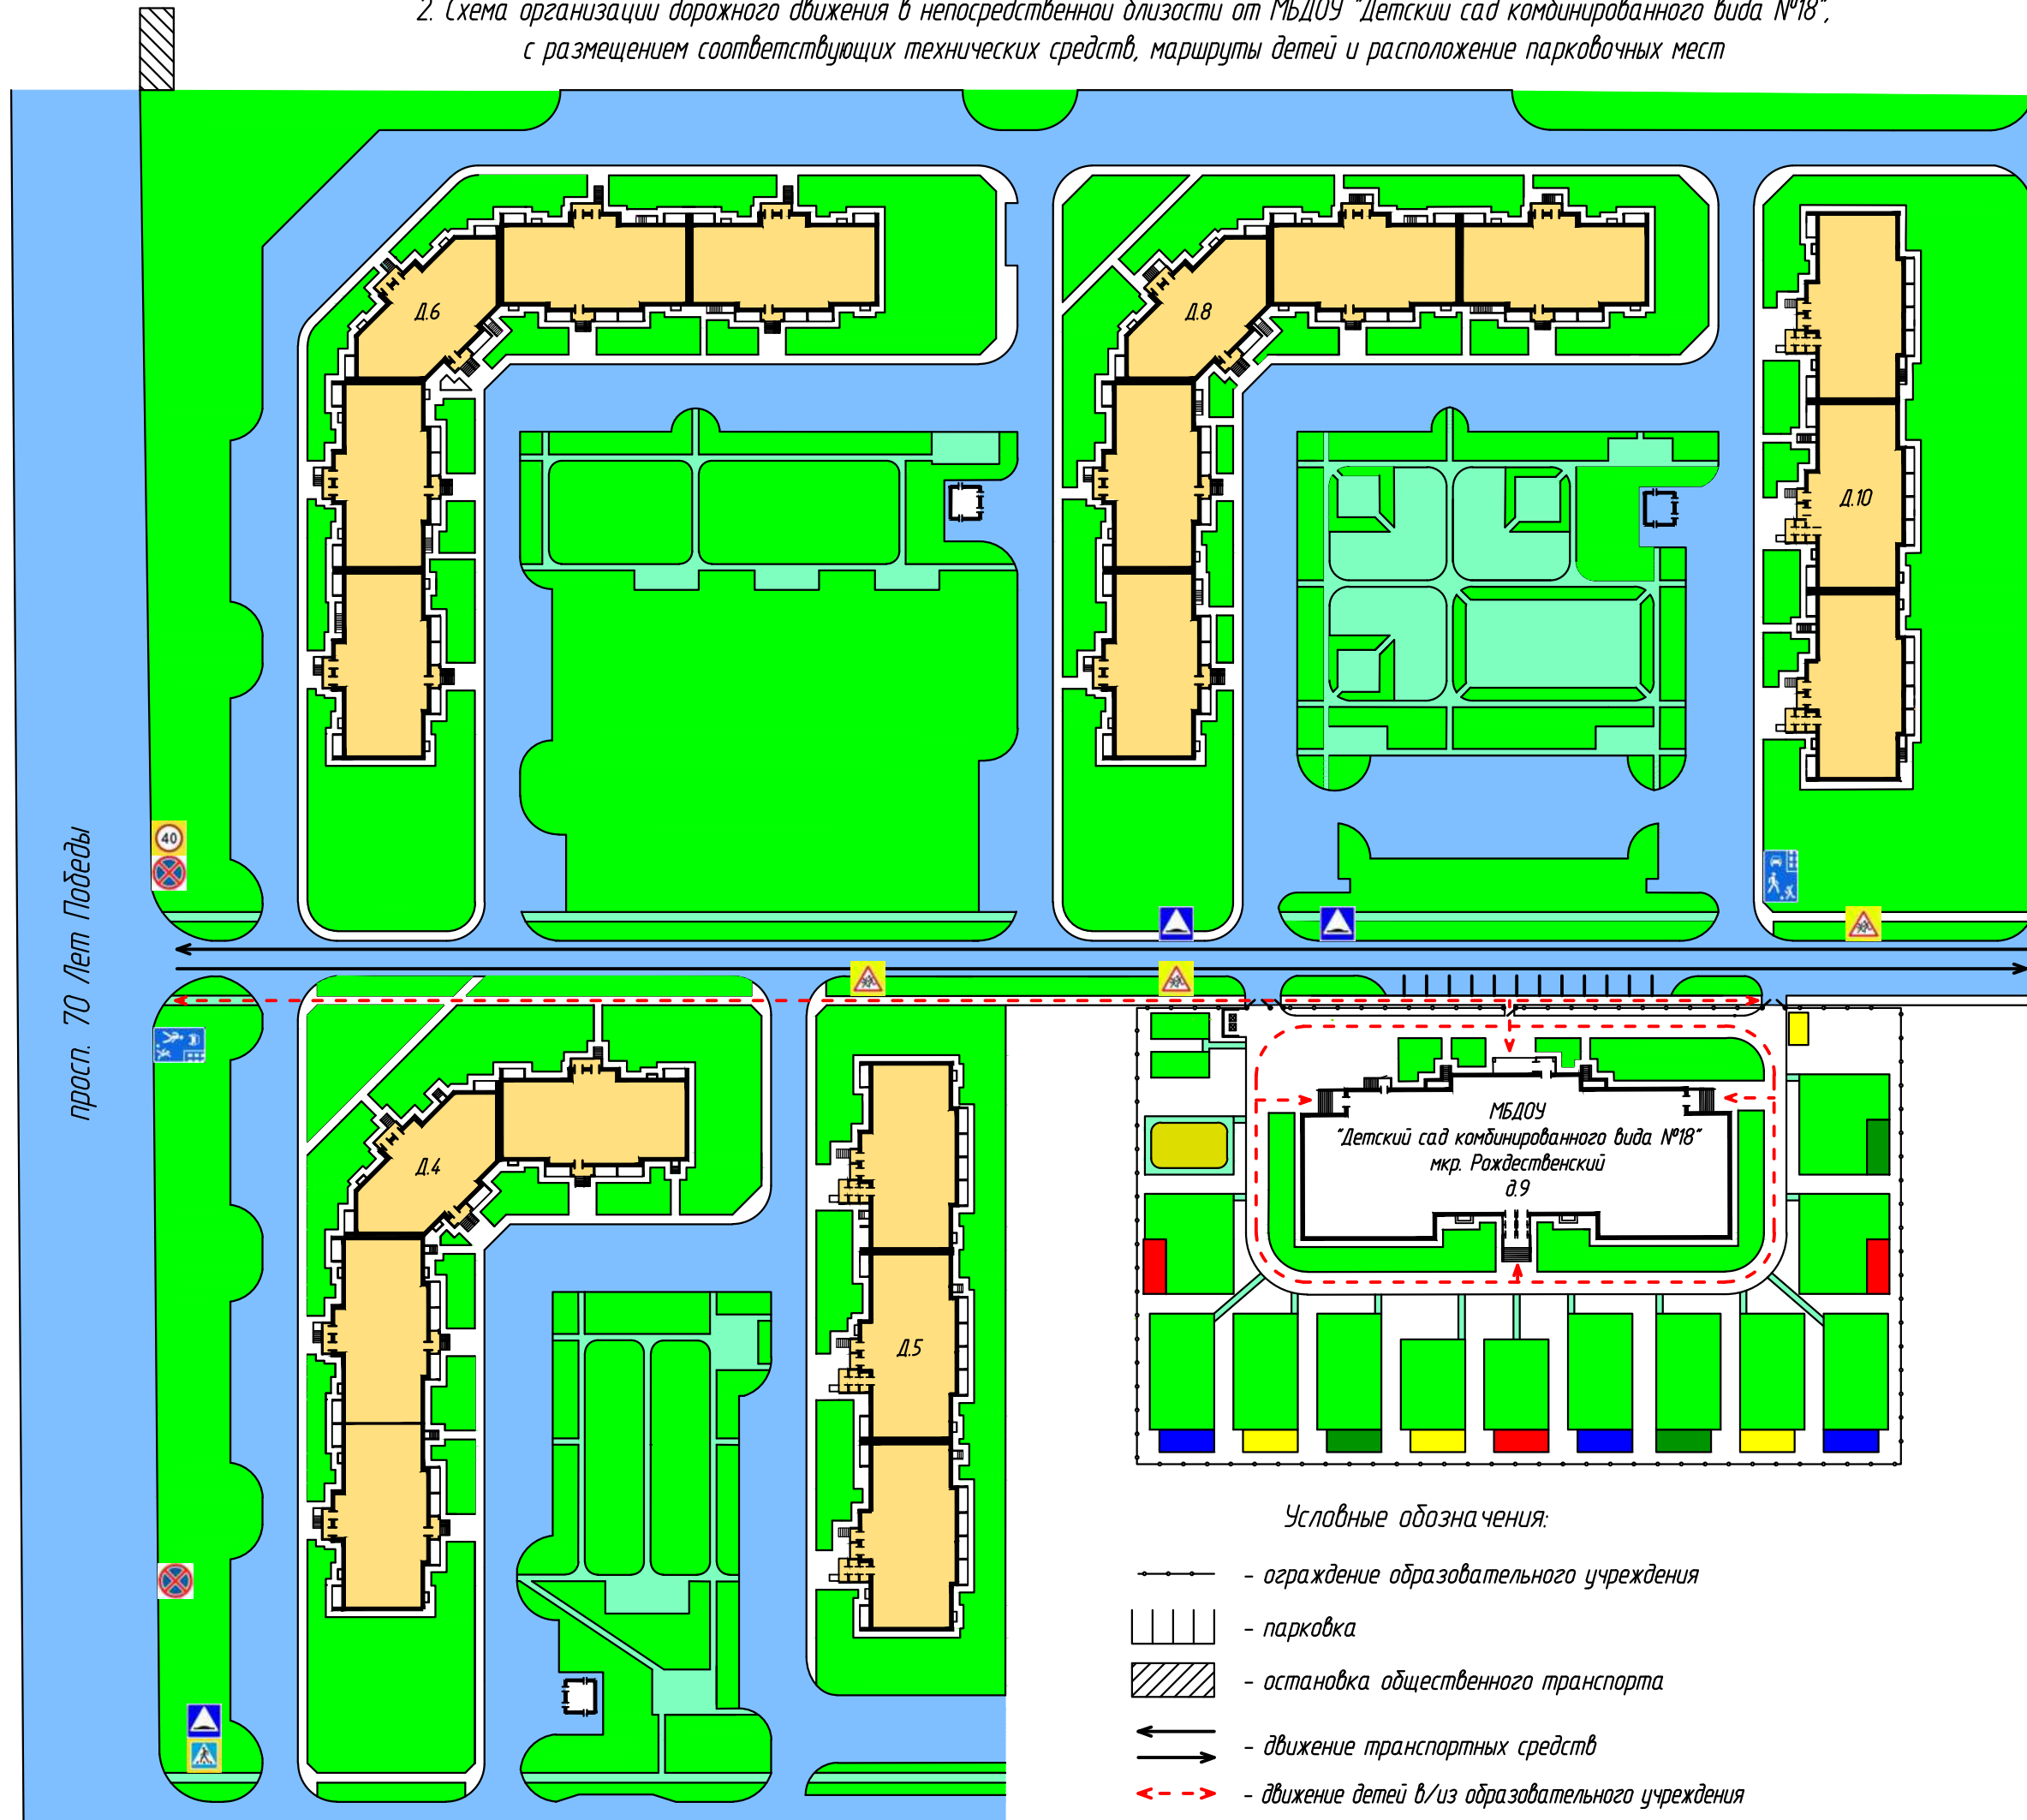 2. Схема организации дорожного движения в непосредственной близости от МБДОУ "Детский сад комбинированного вида №18",
с размещением соответствующих технических средств, маршруты детей и расположение парковочных мест
Д.6
Д.8
Д.10
40
просп. 70 Лет Победы
Д.4
Д.5
МБДОУ
"Детский сад комбинированного вида №18"
мкр. Рождественский
д.9
Условные обозначения:
- ограждение образовательного учреждения
- парковка
- остановка общественного транспорта
- движение транспортных средств
- движение детей в/из образовательного учреждения